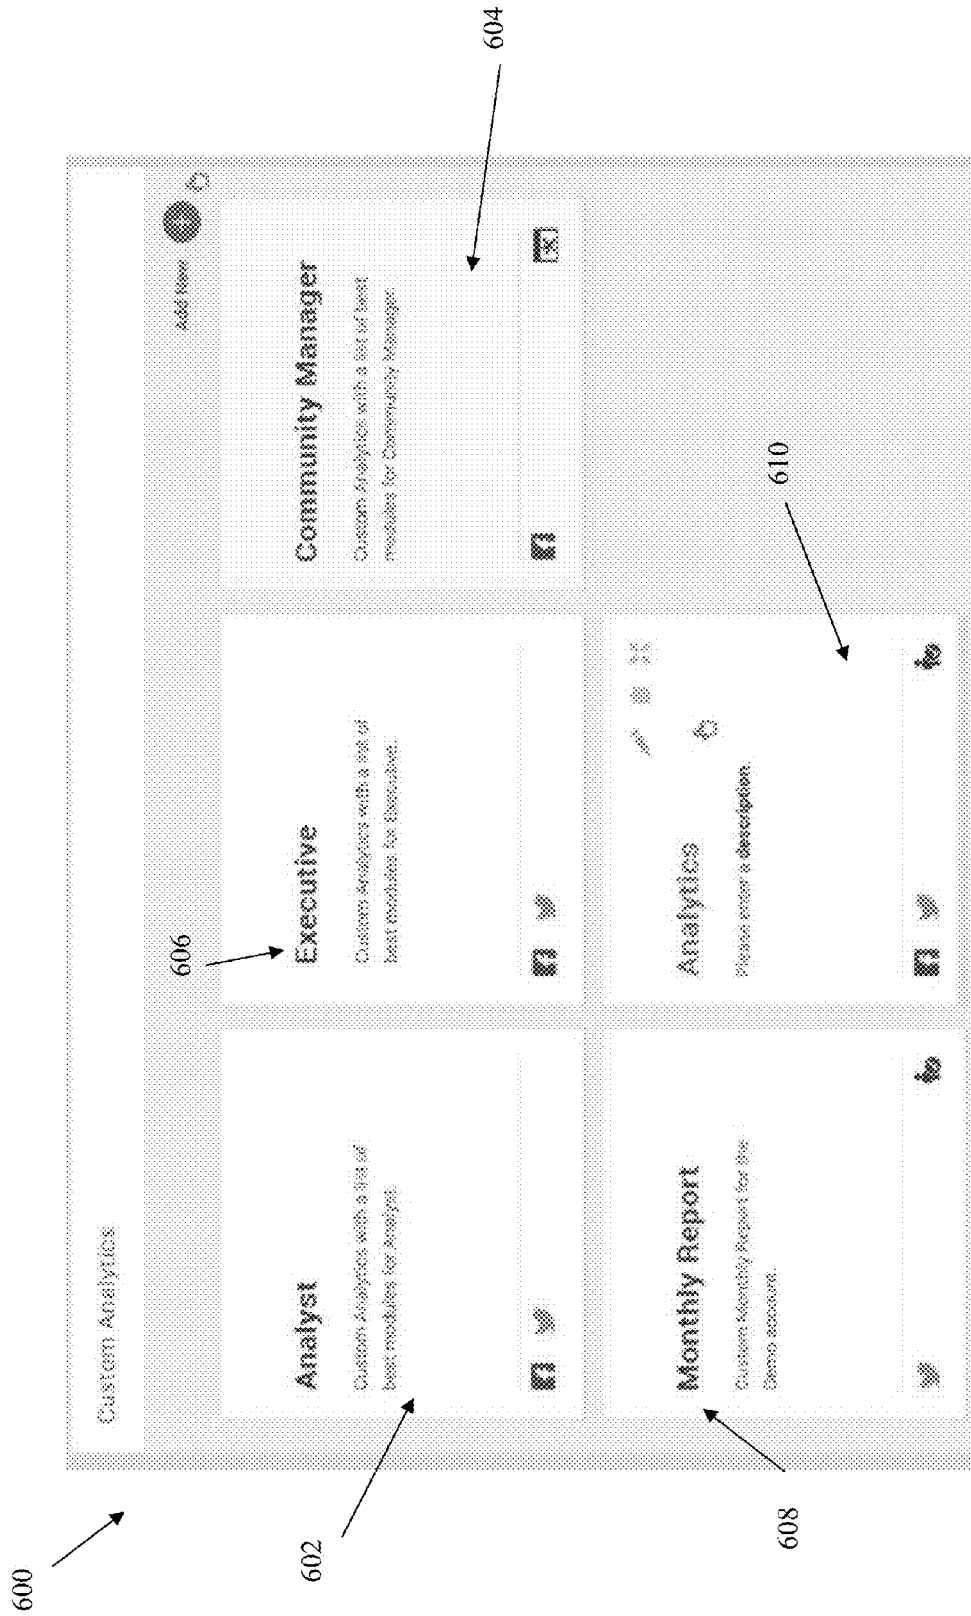 600
Custom Analytics
Add New
602
Analyst
Custom Analytics with a list of
best modules for Analyst.
606
Executive
Custom Analytics with a list of
best modules for Executive.
604
Community Manager
Custom Analytics with a list of best
modules for Community Manager.
608
Monthly Report
Custom Monthly Report for the
Demo account.
610
Analytics
Please enter a description.